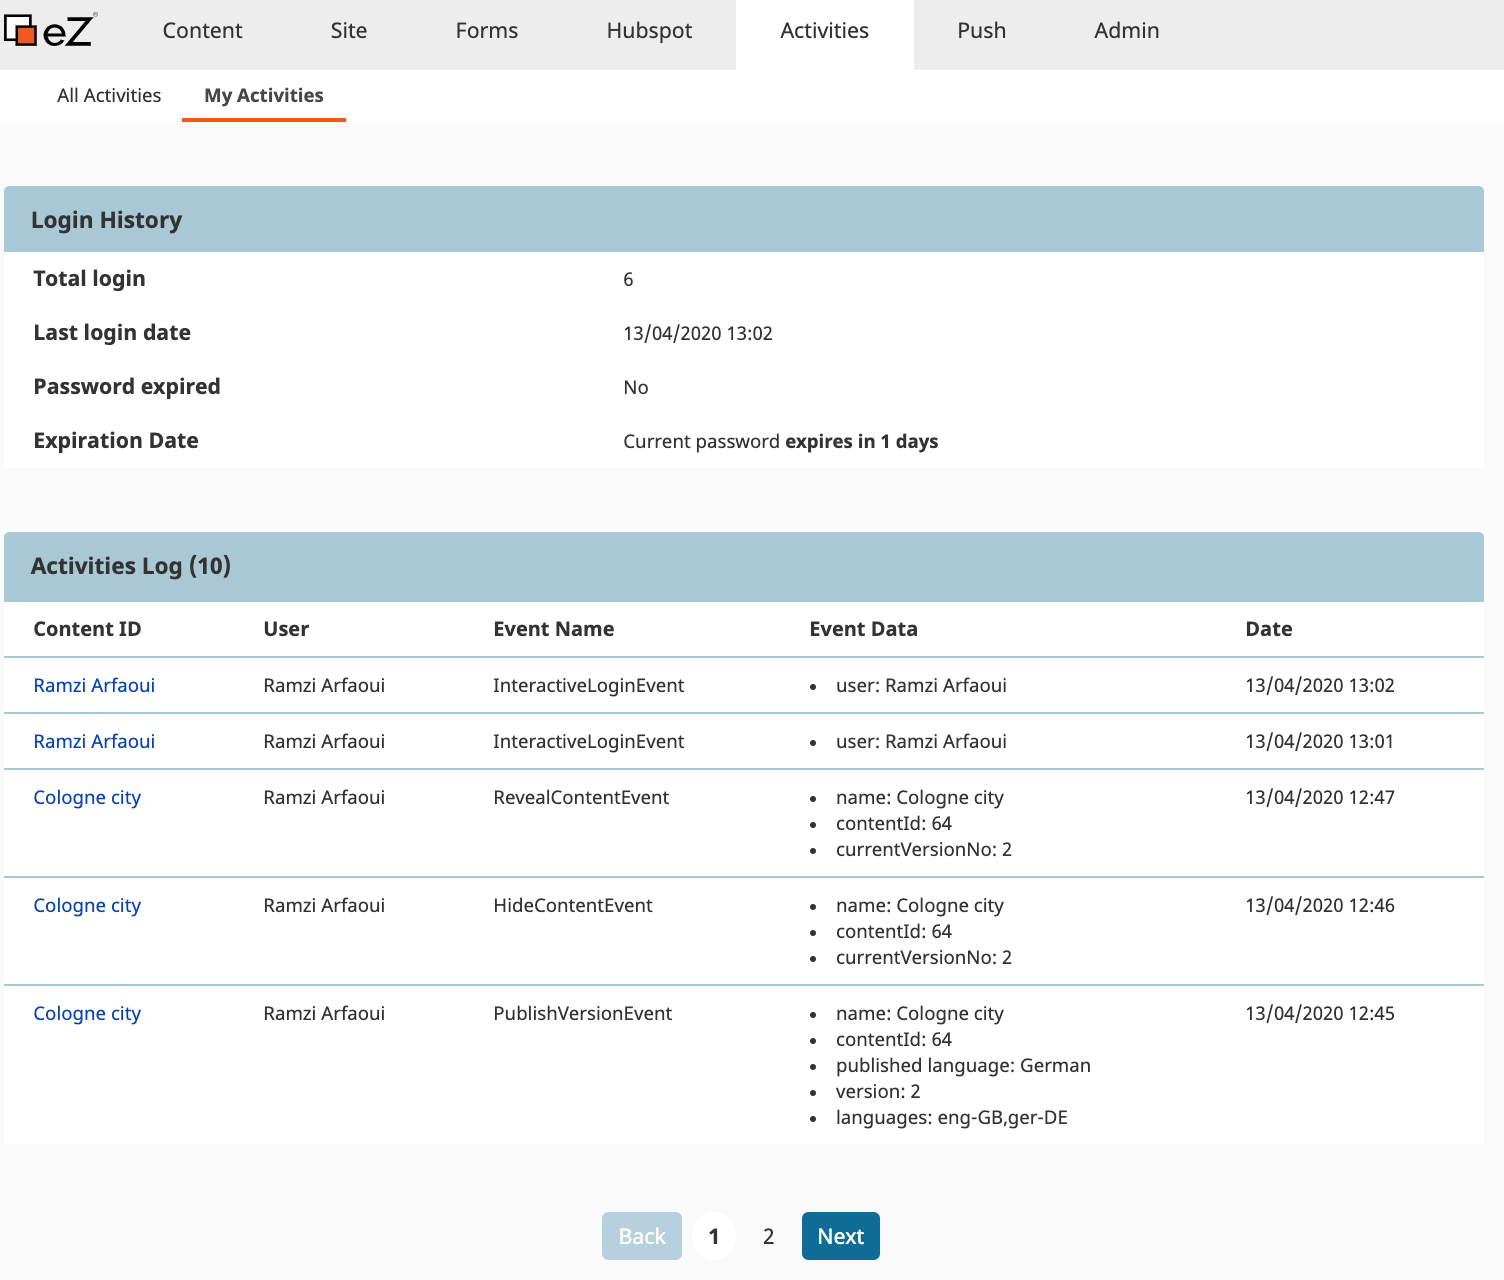 eZ®
Content Site Forms Hubspot Activities Push Admin
All Activities My Activities
Login History
Total login 6
Last login date 13/04/2020 13:02
Password expired No
Expiration Date Current password expires in 1 days
Activities Log (10)
Content ID User Event Name Event Data Date
Ramzi Arfaoui Ramzi Arfaoui InteractiveLoginEvent • user: Ramzi Arfaoui 13/04/2020 13:02
Ramzi Arfaoui Ramzi Arfaoui InteractiveLoginEvent • user: Ramzi Arfaoui 13/04/2020 13:01
Cologne city Ramzi Arfaoui RevealContentEvent • name: Cologne city 13/04/2020 12:47
• contentId: 64
• currentVersionNo: 2
Cologne city Ramzi Arfaoui HideContentEvent • name: Cologne city 13/04/2020 12:46
• contentId: 64
• currentVersionNo: 2
Cologne city Ramzi Arfaoui PublishVersionEvent • name: Cologne city 13/04/2020 12:45
• contentId: 64
• published language: German
• version: 2
• languages: eng-GB,ger-DE
Back 1 2 Next